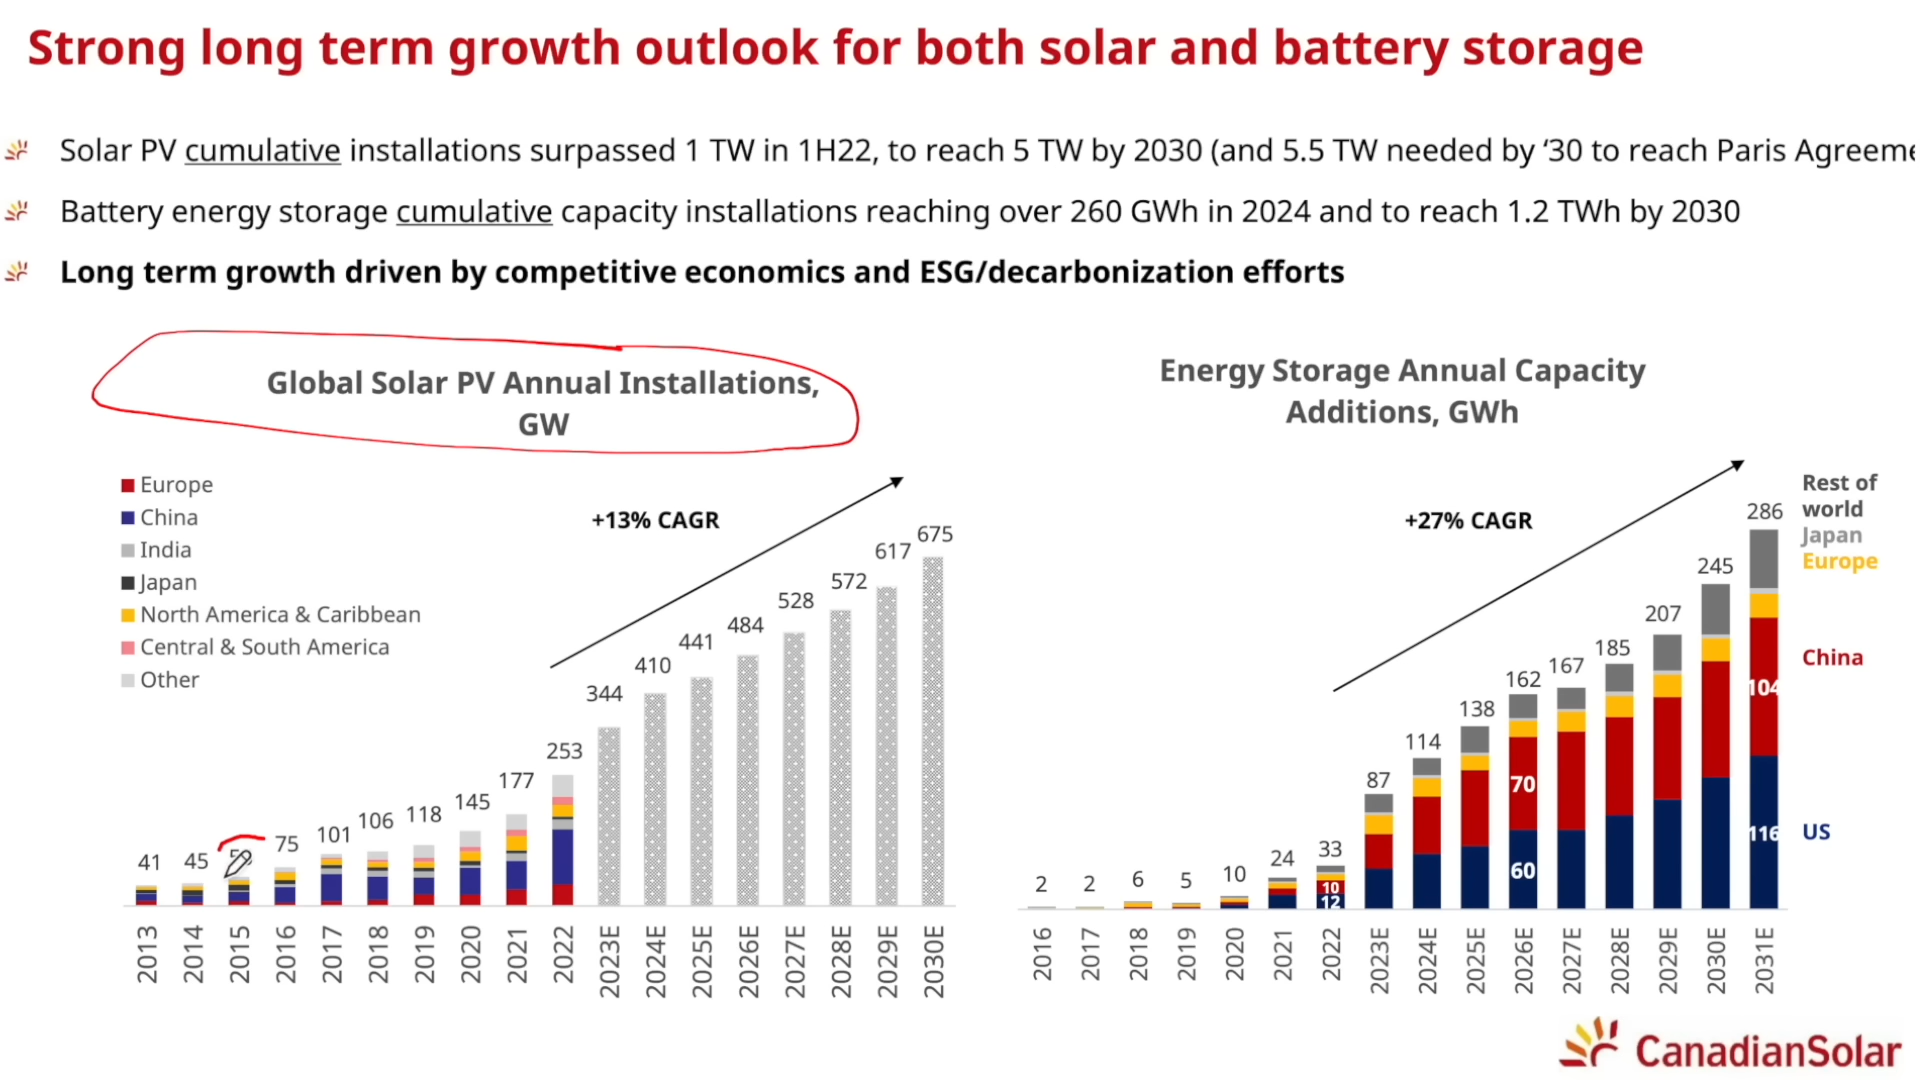 Strong long term growth outlook for both solar and battery storage
Solar PV cumulative installations surpassed 1 TW in 1H22, to reach 5 TW by 2030 (and 5.5 TW needed by ‘30 to reach Paris
Battery energy storage cumulative capacity installations reaching over 260 GWh in 2024 and to reach 1.2 TWh by 2030
Long term growth driven by competitive economics and ESG/decarbonization efforts
Global Solar PV Annual Installations,
GW
Europe
China
India
Japan
North America & Caribbean
Central & South America
Other
+13% CAGR
41
45
75
101
106
118
145
177
253
344
410
441
484
528
572
617
675
2013
2014
2015
2016
2017
2018
2019
2020
2021
2022
2023E
2024E
2025E
2026E
2027E
2028E
2029E
2030E
Energy Storage Annual Capacity
Additions, GWh
+27% CAGR
2
2
6
5
10
24
33
87
114
138
162
167
185
207
245
286
10
12
70
60
104
116
Rest of
world
Japan
Europe
China
US
2016
2017
2018
2019
2020
2021
2022
2023E
2024E
2025E
2026E
2027E
2028E
2029E
2030E
2031E
CanadianSolar